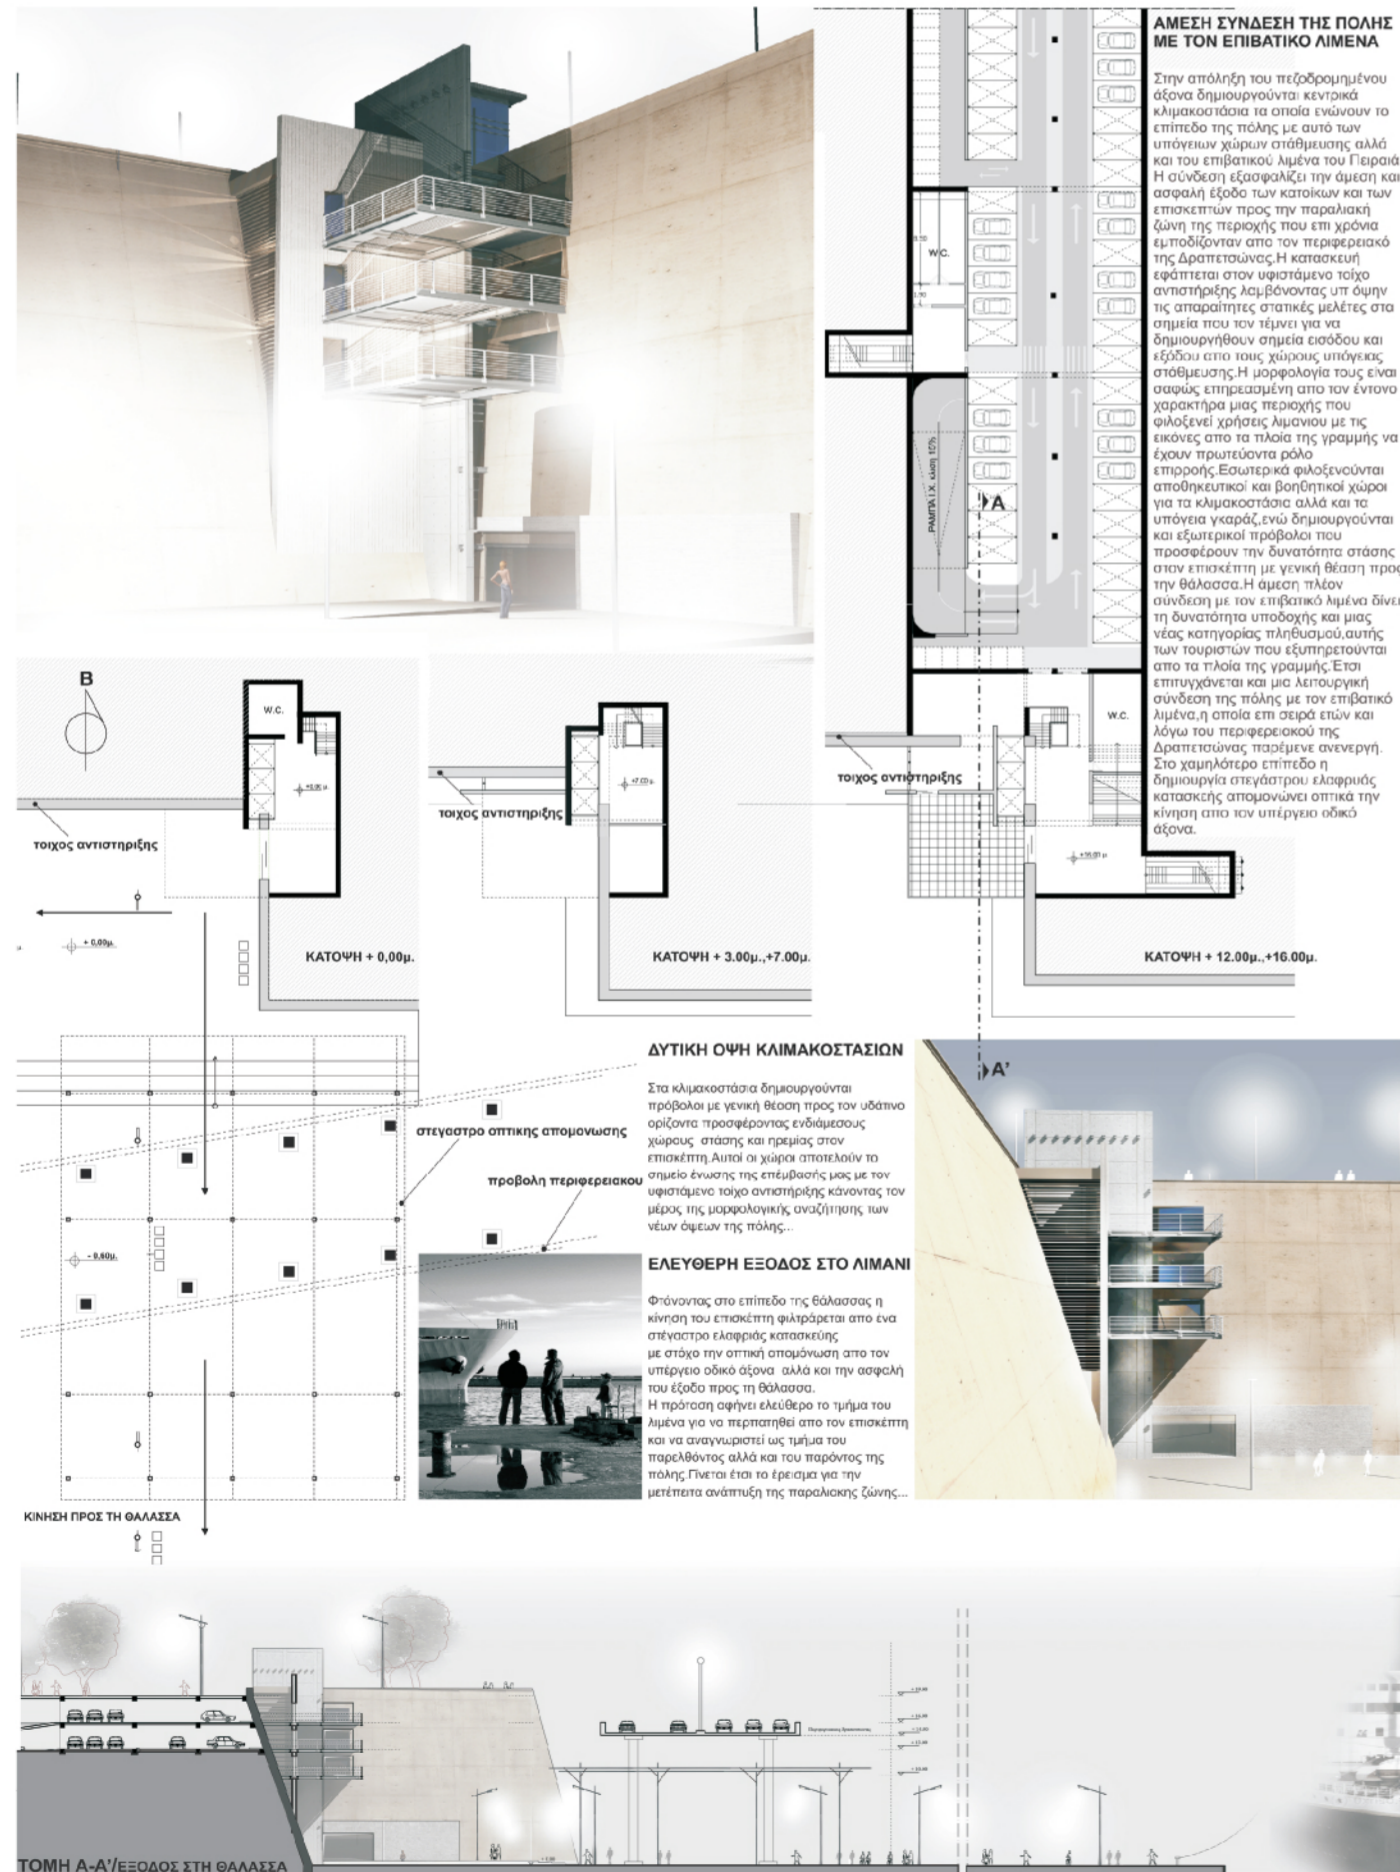 ΑΜΕΣΗ ΣΥΝΔΕΣΗ ΤΗΣ ΠΟΛΗΣ
ΜΕ ΤΟΝ ΕΠΙΒΑΤΙΚΟ ΛΙΜΕΝΑ
Στην απόληξη του πεζοδρομημένου
άξονα δημιουργούνται κεντρικά
κλιμακοστάσια τα οποία ενώνουν το
επίπεδο της πόλης με αυτό των
υπόγειων χώρων στάθμευσης αλλά
και του επιβατικού λιμένα του Πειραιά
Η σύνδεση εξασφαλίζει την άμεση και
ασφαλή έξοδο των κατοίκων και των
επισκεπτών προς την παραλιακή
ζώνη της περιοχής που επι χρόνια
εμποδίζονταν απο τον περιφερειακό
της Δραπετσώνας.Η κατασκευή
εφάπτεται στον υφιστάμενο τοίχο
αντιστήριξης λαμβάνοντας υπ όψην
τις απαραίτητες στατικές μελέτες στα
σημεία που τον τέμνει για να
δημιουργήθουν σημεία εισόδου και
εξόδου απο τους χώρους υπόγειας
στάθμευσης.Η μορφολογία τους είναι
σαφώς επηρεασμένη απο τον έντονο
χαρακτήρα μιας περιοχής που
φιλοξενεί χρήσεις λιμανιου με τις
εικόνες απο τα πλοία της γραμμής να
έχουν πρωτεύοντα ρόλο
επιρροής.Εσωτερικά φιλοξενούνται
αποθηκευτικοί και βοηθητικοί χώροι
για τα κλιμακοστάσια αλλά και τα
υπόγεια γκαράζ,ενώ δημιουργούνται
και εξωτερικοί πρόβολοι που
προσφέρουν την δυνατότητα στάσης
στον επισκέπτη με γενική θέαση προς
την θάλασσα.Η άμεση πλέον
σύνδεση με τον επιβατικό λιμένα δίνει
τη δυνατότητα υποδοχής και μιας
νέας κατηγορίας πληθυσμού,αυτής
των τουριστών που εξυπηρετούνται
απο τα πλοία της γραμμής.Έτσι
επιτυγχάνεται και μια λειτουργική
σύνδεση της πόλης με τον επιβατικό
λιμένα,η οποία επι σειρά ετών και
λόγω του περιφερειακού της
Δραπετσώνας παρέμενε ανενεργή.
Στο χαμηλότερο επίπεδο η
δημιουργία στεγάστρου ελαφρυάς
κατασκεής απομονώνει οπτικά την
κίνηση απο τον υπέργειο οδικό
άξονα.
W.C.
ΡΑΜΠΑ Ι.Χ. κλιση 15%
A
W.C.
τοιχος αντιστηριξης
+16.00 μ.
ΚΑΤΟΨΗ + 12.00μ.,+16.00μ.
A'
B
W.C.
τοιχος αντιστηριξης
+ 0,00μ.
ΚΑΤΟΨΗ + 0,00μ.
+7.00 μ.
τοιχος αντιστηριξης
ΚΑΤΟΨΗ + 3.00μ.,+7.00μ.
στεγαστρο οπτικης απομονωσης
προβολη περιφερειακου
- 0,60μ.
ΚΙΝΗΣΗ ΠΡΟΣ ΤΗ ΘΑΛΑΣΣΑ
ΔΥΤΙΚΗ ΟΨΗ ΚΛΙΜΑΚΟΣΤΑΣΙΩΝ
Στα κλιμακοστάσια δημιουργούνται
πρόβολοι με γενική θέαση προς τον υδάτινο
ορίζοντα προσφέροντας ενδιάμεσους
χώρους στάσης και ηρεμίας στον
επισκέπτη.Αυτοί οι χώροι αποτελούν το
σημείο ένωσης της επέμβασής μας με τον
υφιστάμενο τοίχο αντιστήριξης κάνοντας τον
μέρος της μορφολογικής αναζήτησης των
νέων όψεων της πόλης...
ΕΛΕΥΘΕΡΗ ΕΞΟΔΟΣ ΣΤΟ ΛΙΜΑΝΙ
Φτάνοντας στο επίπεδο της θάλασσας η
κίνηση του επισκέπτη φιλτράρεται απο ένα
στέγαστρο ελαφριάς κατασκεύης
με στόχο την οπτική απομόνωση απο τον
υπέργειο οδικό άξονα αλλά και την ασφαλή
του έξοδο προς τη θάλασσα.
Η πρόταση αφήνει ελεύθερο το τμήμα του
λιμένα για να περπατηθεί απο τον επισκέπτη
και να αναγνωριστεί ως τμήμα του
παρελθόντος αλλά και του παρόντος της
πόλης.Γίνεται έτσι το έρεισμα για την
μετέπειτα ανάπτυξη της παραλιακης ζώνης...
ΤΟΜΗ Α-Α'/ΕΞΟΔΟΣ ΣΤΗ ΘΑΛΑΣΣΑ